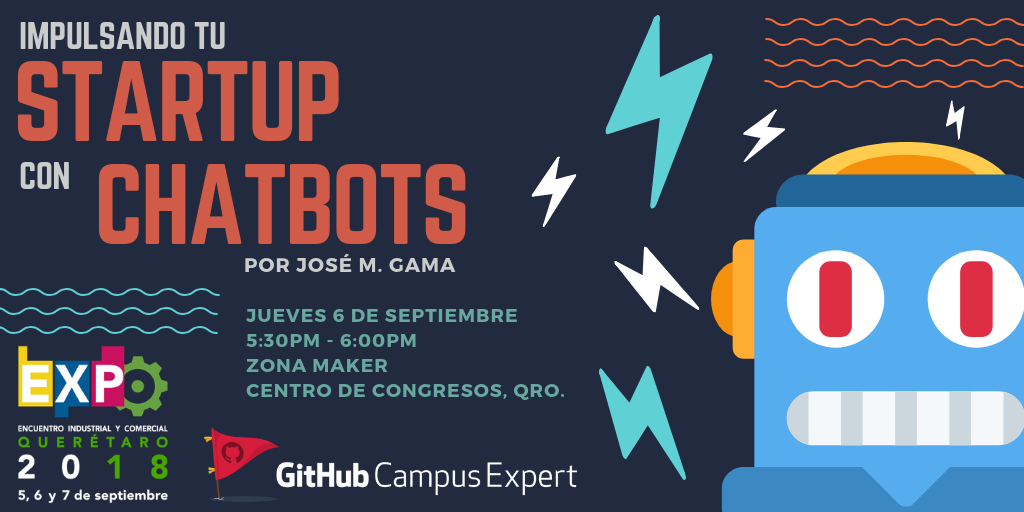 IMPULSANDO TU
STARTUP
CON
CHATBOTS
POR JOSÉ M. GAMA
JUEVES 6 DE SEPTIEMBRE
5:30PM - 6:00PM
ZONA MAKER
CENTRO DE CONGRESOS, QRO.
EXPO
ENCUENTRO INDUSTRIAL Y COMERCIAL
QUERÉTARO
2018
5, 6 y 7 de septiembre
GitHub Campus Expert